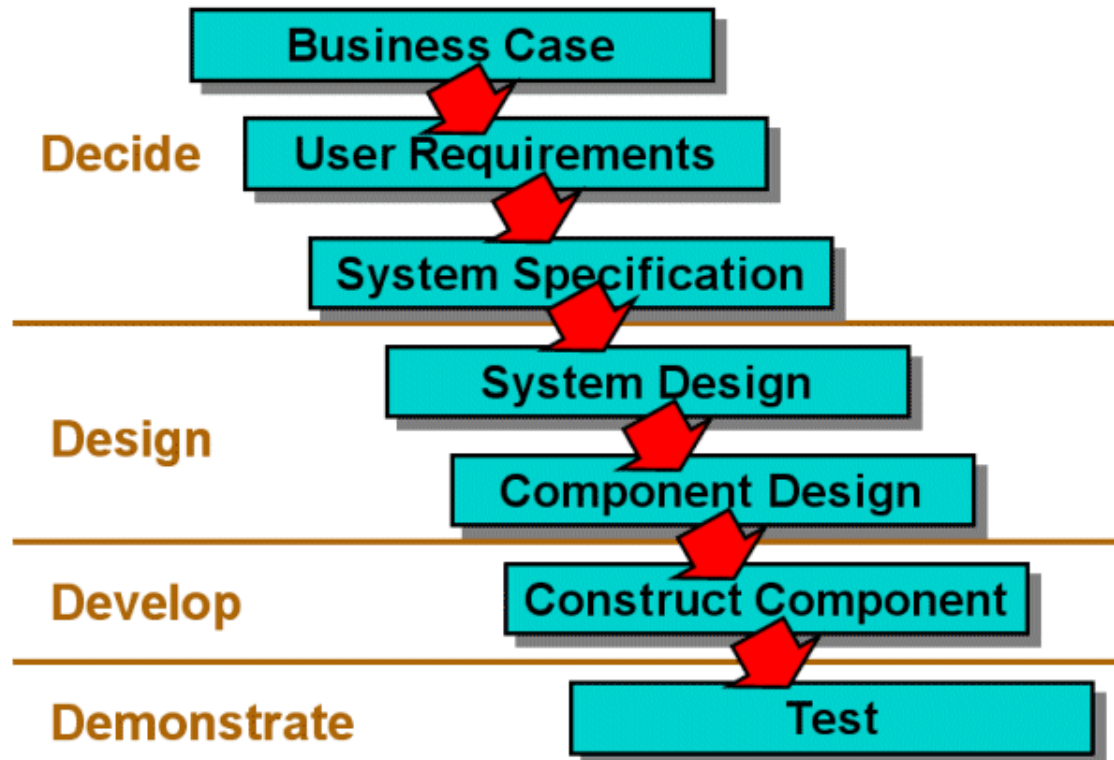 Business Case
Decide
User Requirements
System Specification
System Design
Design
Component Design
Develop
Construct Component
Demonstrate
Test